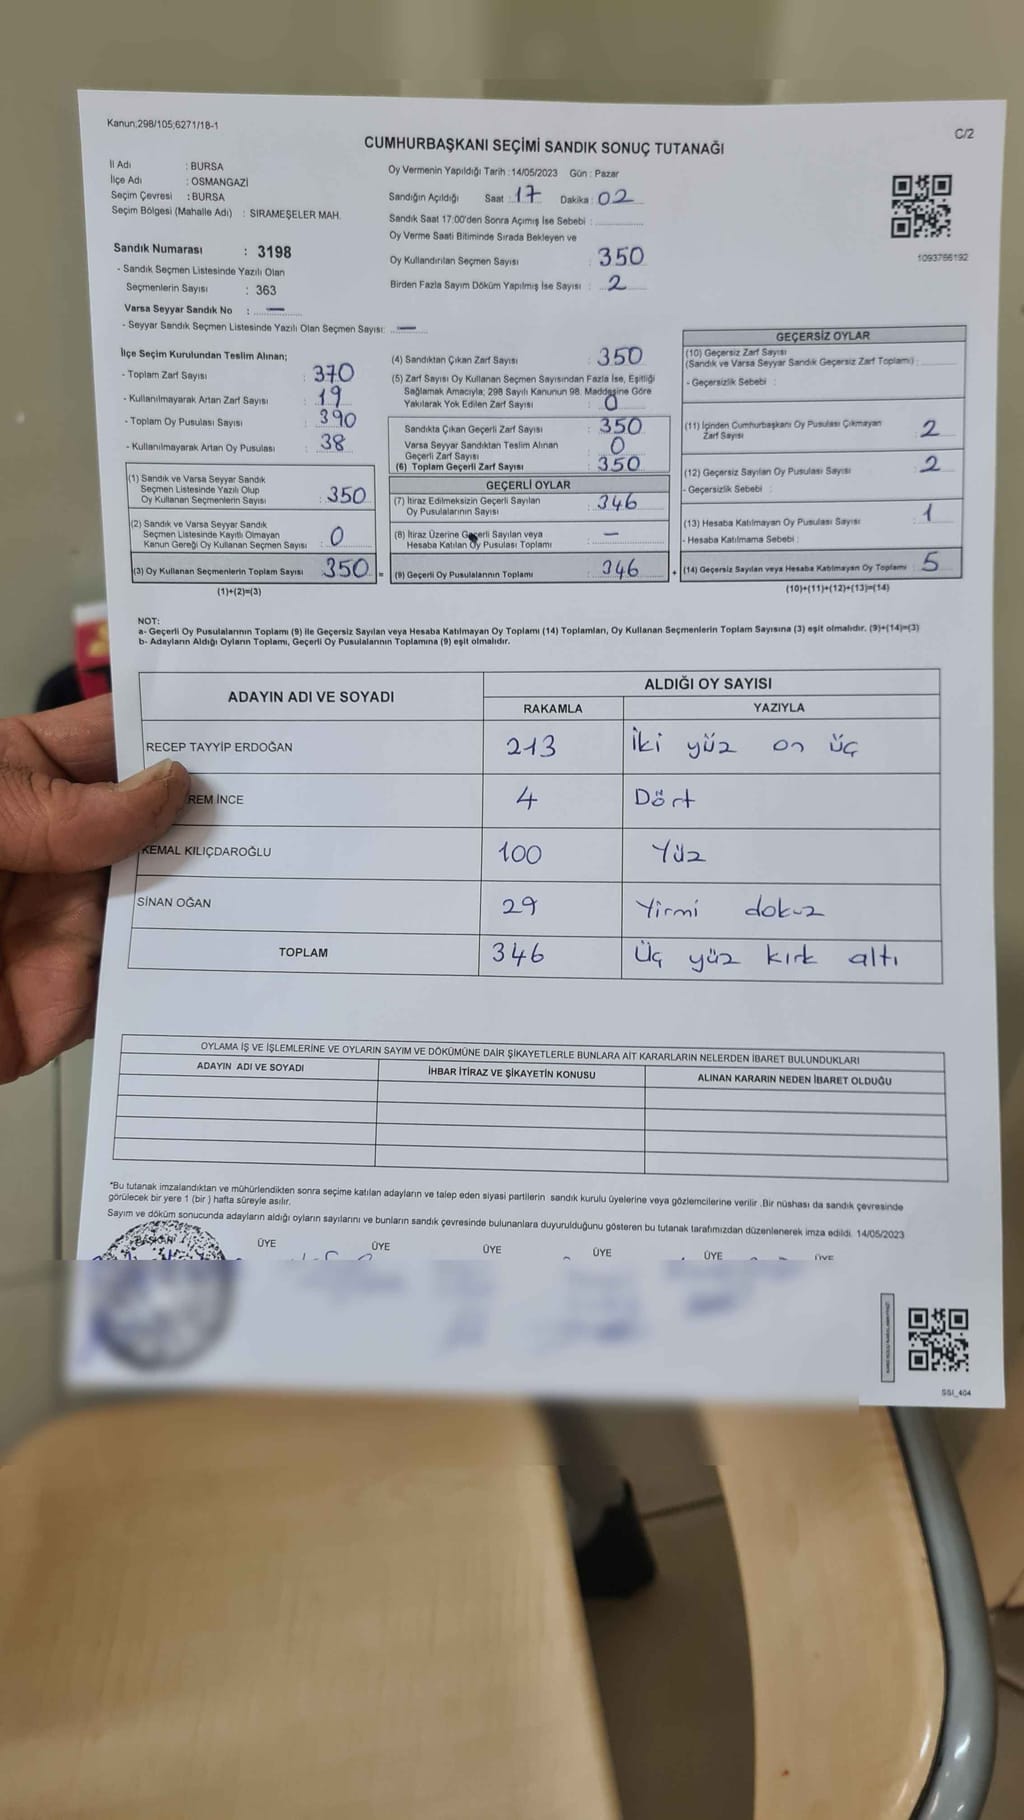 Kanun;298/105;6271/18-1
C/2
CUMHURBAŞKANI SEÇİMİ SANDIK SONUÇ TUTANAĞI
İl Adı : BURSA
İlçe Adı : OSMANGAZİ
Seçim Çevresi : BURSA
Seçim Bölgesi (Mahalle Adı) : SIRAMEŞELER MAH.
Oy Vermenin Yapıldığı Tarih :14/05/2023 Gün : Pazar
Sandığın Açıldığı Saat : 17 Dakika : 02
Sandık Saat 17:00'den Sonra Açımış İse Sebebi :
Oy Verme Saati Bitiminde Sırada Bekleyen ve
Oy Kullandırılan Seçmen Sayısı : 350
Birden Fazla Sayım Döküm Yapılmış İse Sayısı : 2
1093766192
Sandık Numarası : 3198
- Sandık Seçmen Listesinde Yazılı Olan
Seçmenlerin Sayısı : 363
Varsa Seyyar Sandık No : —
- Seyyar Sandık Seçmen Listesinde Yazılı Olan Seçmen Sayısı: —
İlçe Seçim Kurulundan Teslim Alınan;
- Toplam Zarf Sayısı : 370
- Kullanılmayarak Artan Zarf Sayısı : 19
- Toplam Oy Pusulası Sayısı : 390
- Kullanılmayarak Artan Oy Pusulası : 38
(1) Sandık ve Varsa Seyyar Sandık
Seçmen Listesinde Yazılı Olup
Oy Kullanan Seçmenlerin Sayısı : 350
(2) Sandık ve Varsa Seyyar Sandık
Seçmen Listesinde Kayıtlı Olmayan
Kanun Gereği Oy Kullanan Seçmen Sayısı : 0
(3) Oy Kullanan Seçmenlerin Toplam Sayısı : 350 =
(1)+(2)=(3)
(4) Sandıktan Çıkan Zarf Sayısı : 350
(5) Zarf Sayısı Oy Kullanan Seçmen Sayısından Fazla İse, Eşitliği
Sağlamak Amacıyla; 298 Sayılı Kanunun 98. Maddesine Göre
Yakılarak Yok Edilen Zarf Sayısı : 0
Sandıkta Çıkan Geçerli Zarf Sayısı : 350
Varsa Seyyar Sandıktan Teslim Alınan
Geçerli Zarf Sayısı : 0
(6) Toplam Geçerli Zarf Sayısı : 350
GEÇERLİ OYLAR
(7) İtiraz Edilmeksizin Geçerli Sayılan
Oy Pusulalarının Sayısı : 346
(8) İtiraz Üzerine Geçerli Sayılan veya
Hesaba Katılan Oy Pusulası Toplamı : —
(9) Geçerli Oy Pusulalarının Toplamı : 346 +
GEÇERSİZ OYLAR
(10) Geçersiz Zarf Sayısı
(Sandık ve Varsa Seyyar Sandık Geçersiz Zarf Toplamı) :
- Geçersizlik Sebebi :
(11) İçinden Cumhurbaşkanı Oy Pusulası Çıkmayan
Zarf Sayısı : 2
(12) Geçersiz Sayılan Oy Pusulası Sayısı : 2
- Geçersizlik Sebebi :
(13) Hesaba Katılmayan Oy Pusulası Sayısı : 1
- Hesaba Katılmama Sebebi :
(14) Geçersiz Sayılan veya Hesaba Katılmayan Oy Toplamı : 5
(10)+(11)+(12)+(13)=(14)
NOT:
a- Geçerli Oy Pusulalarının Toplamı (9) ile Geçersiz Sayılan veya Hesaba Katılmayan Oy Toplamı (14) Toplamları, Oy Kullanan Seçmenlerin Toplam Sayısına (3) eşit olmalıdır. (9)+(14)=(3)
b- Adayların Aldığı Oyların Toplamı, Geçerli Oy Pusulalarının Toplamına (9) eşit olmalıdır.
ADAYIN ADI VE SOYADI
ALDIĞI OY SAYISI
RAKAMLA YAZIYLA
RECEP TAYYİP ERDOĞAN 213 İki yüz on üç
REM İNCE 4 Dört
KEMAL KILIÇDAROĞLU 100 Yüz
SİNAN OĞAN 29 Yirmi dokuz
TOPLAM 346 Üç yüz kırk altı
OYLAMA İŞ VE İŞLEMLERİNE VE OYLARIN SAYIM VE DÖKÜMÜNE DAİR ŞİKAYETLERLE BUNLARA AİT KARARLARIN NELERDEN İBARET BULUNDUKLARI
ADAYIN ADI VE SOYADI İHBAR İTİRAZ VE ŞİKAYETİN KONUSU ALINAN KARARIN NEDEN İBARET OLDUĞU
*Bu tutanak imzalandıktan ve mühürlendikten sonra seçime katılan adayların ve talep eden siyasi partilerin sandık kurulu üyelerine veya gözlemcilerine verilir .Bir nüshası da sandık çevresinde
görülecek bir yere 1 (bir ) hafta süreyle asılır.
Sayım ve döküm sonucunda adayların aldığı oyların sayılarını ve bunların sandık çevresinde bulunanlara duyurulduğunu gösteren bu tutanak tarafımızdan düzenlenerek imza edildi. 14/05/2023
BAŞKAN ÜYE ÜYE ÜYE ÜYE ÜYE ÜYE
SSI_404